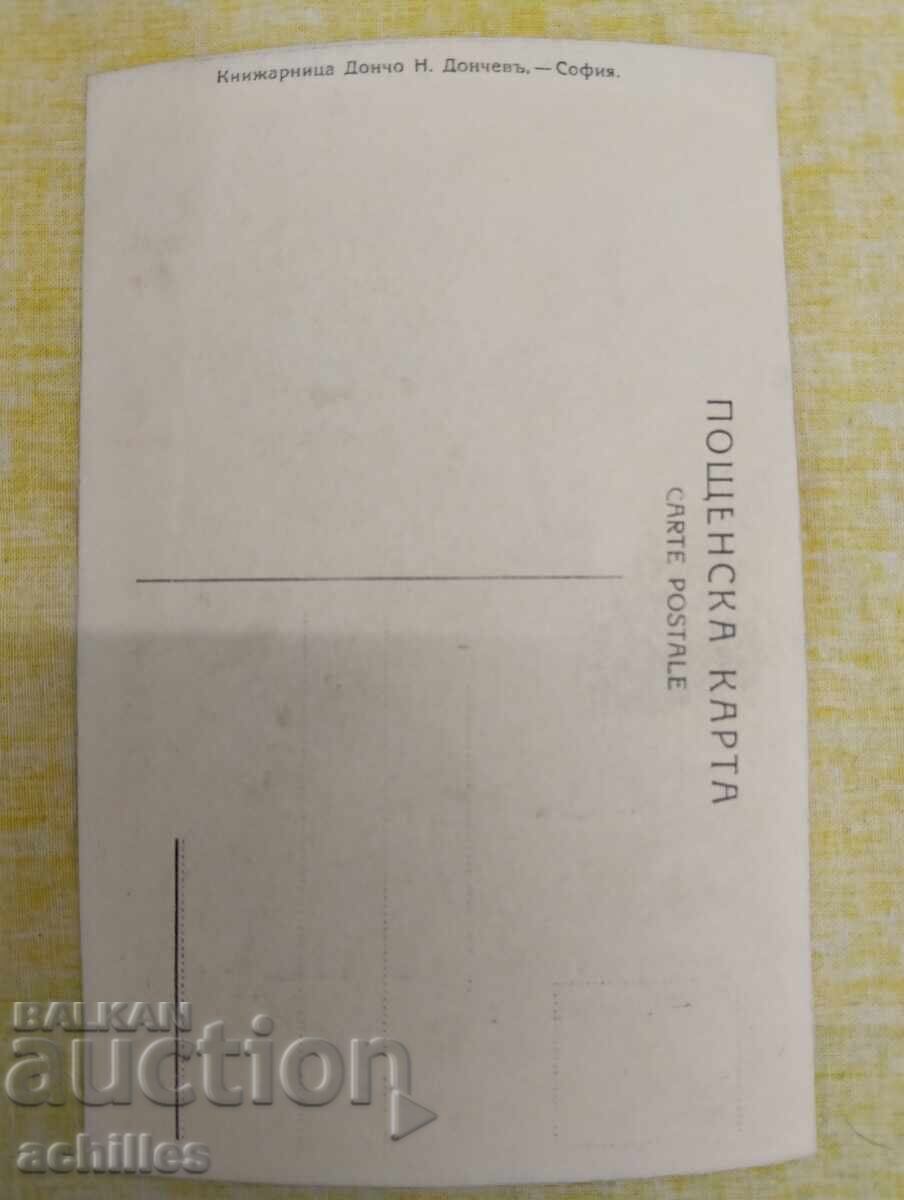 Книжарница Дончо Н. Дончевъ, — София.
ПОЩЕНСКА КАРТА
CARTE POSTALE
BALKAN
auction
achilles